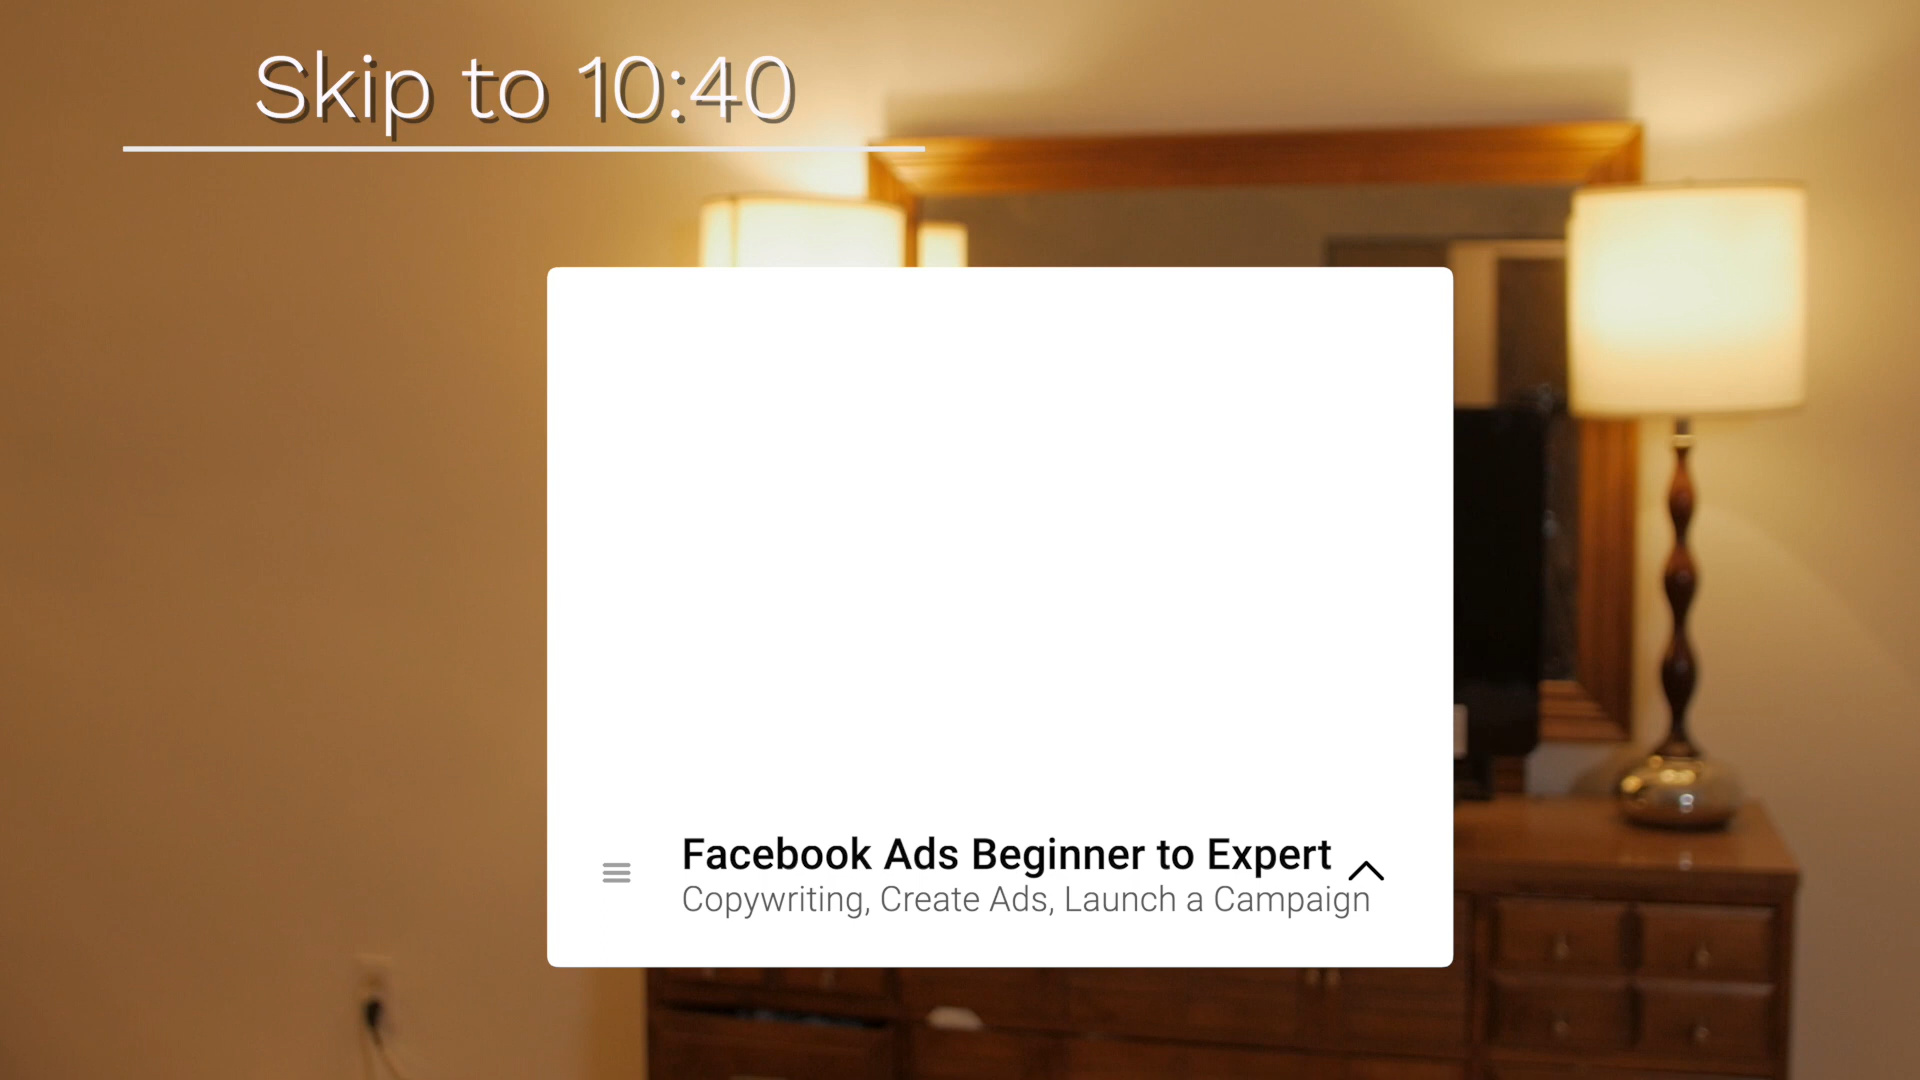 Skip to 10:40
Facebook Ads Beginner to Expert
Copywriting, Create Ads, Launch a Campaign